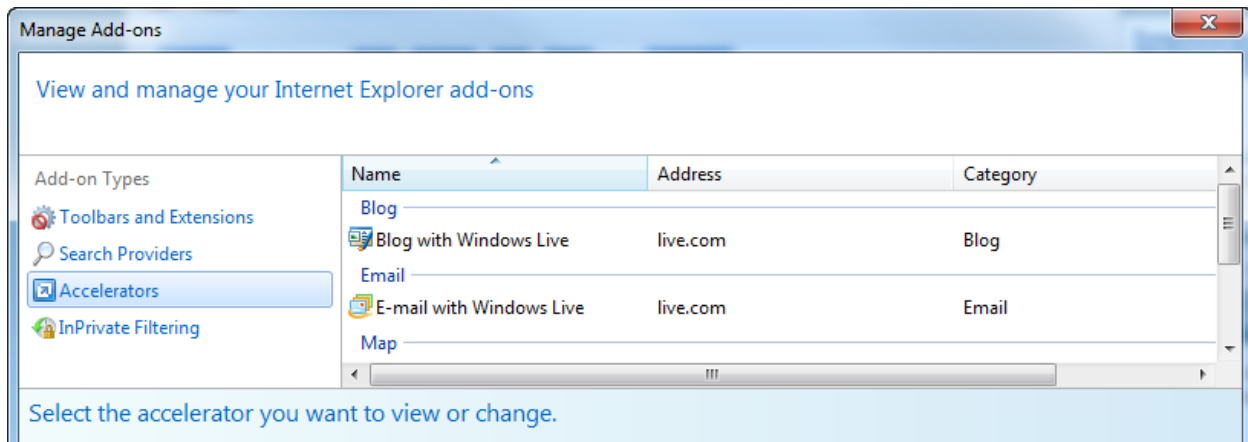 Manage Add-ons
View and manage your Internet Explorer add-ons
Add-on Types
Toolbars and Extensions
Search Providers
Accelerators
InPrivate Filtering
Name Address Category
Blog
Blog with Windows Live live.com Blog
Email
E-mail with Windows Live live.com Email
Map
Select the accelerator you want to view or change.